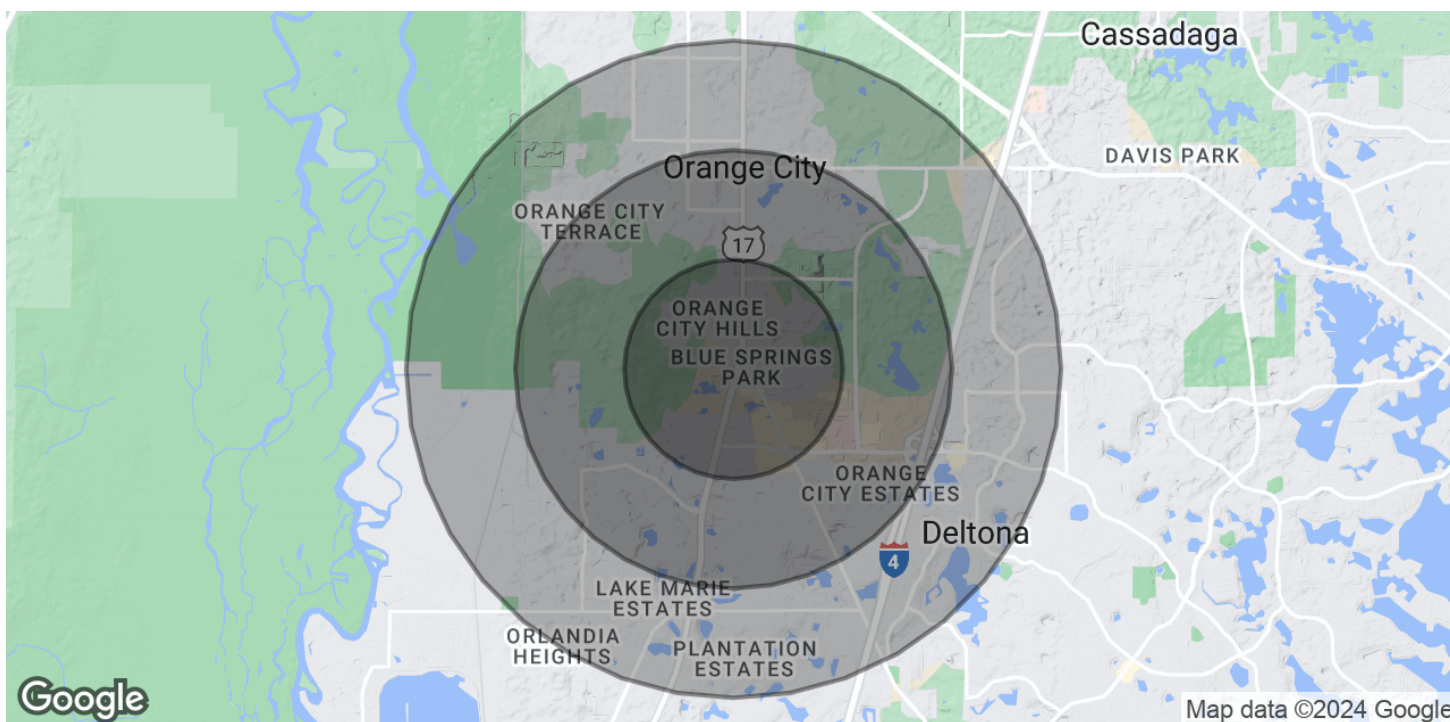 Cassadaga
DAVIS PARK
Orange City
ORANGE CITY
TERRACE
17
ORANGE
CITY HILLS
BLUE SPRINGS
PARK
ORANGE
CITY ESTATES
Deltona
4
LAKE MARIE
ESTATES
ORLANDIA
HEIGHTS
PLANTATION
ESTATES
Google
Map data ©2024 Google